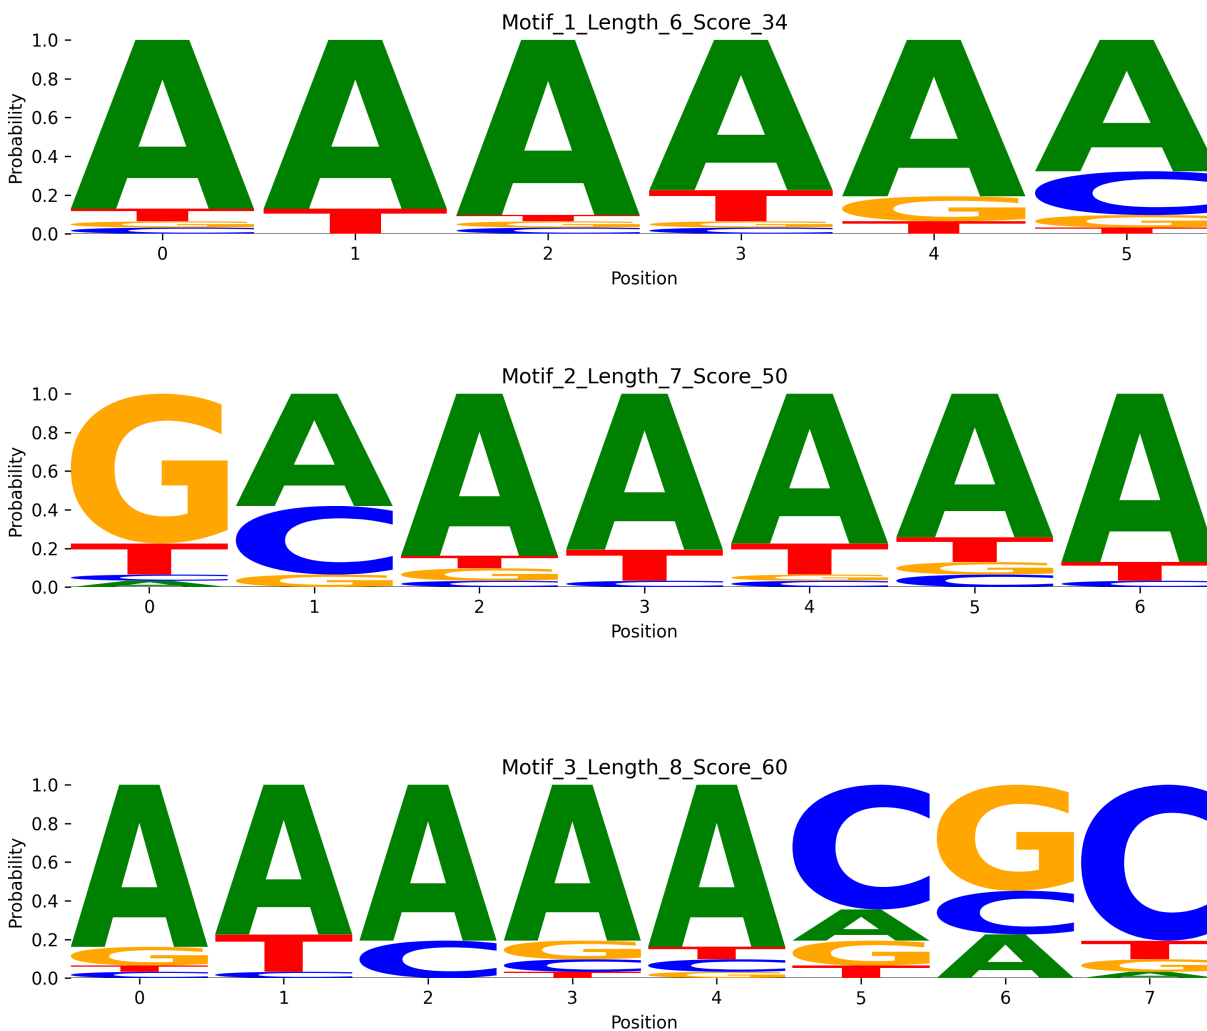 Motif_1_Length_6_Score_34
1.0
0.8
0.6
0.4
0.2
0.0
Probability
A A A A A A
T T T T G C
G G G T G
C C C T
0 1 2 3 4 5
Position
Motif_2_Length_7_Score_50
1.0
0.8
0.6
0.4
0.2
0.0
Probability
G A A A A A A
T C T T T T T
C G G C G G C
A C C C
0 1 2 3 4 5 6
Position
Motif_3_Length_8_Score_60
1.0
0.8
0.6
0.4
0.2
0.0
Probability
A A A A A C G C
G T C G T A C T
T C C C G A G
C T G T A
0 1 2 3 4 5 6 7
Position